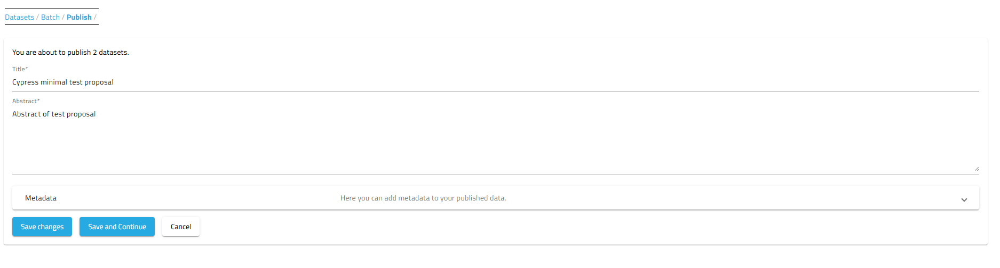 Datasets / Batch / Publish /
You are about to publish 2 datasets.
Title*
Cypress minimal test proposal
Abstract*
Abstract of test proposal
Metadata Here you can add metadata to your published data.
Save changes Save and Continue Cancel